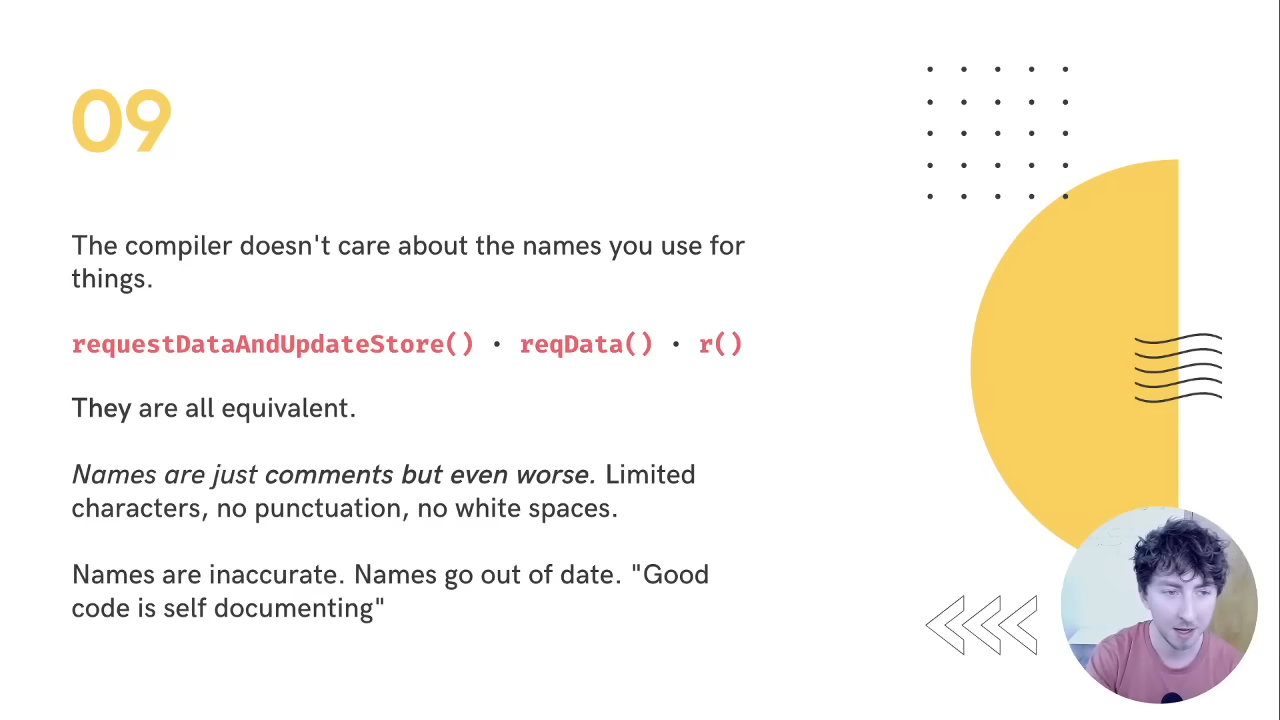 09
The compiler doesn't care about the names you use for
things.
requestDataAndUpdateStore() · reqData() · r()
They are all equivalent.
Names are just comments but even worse. Limited
characters, no punctuation, no white spaces.
Names are inaccurate. Names go out of date. "Good
code is self documenting"